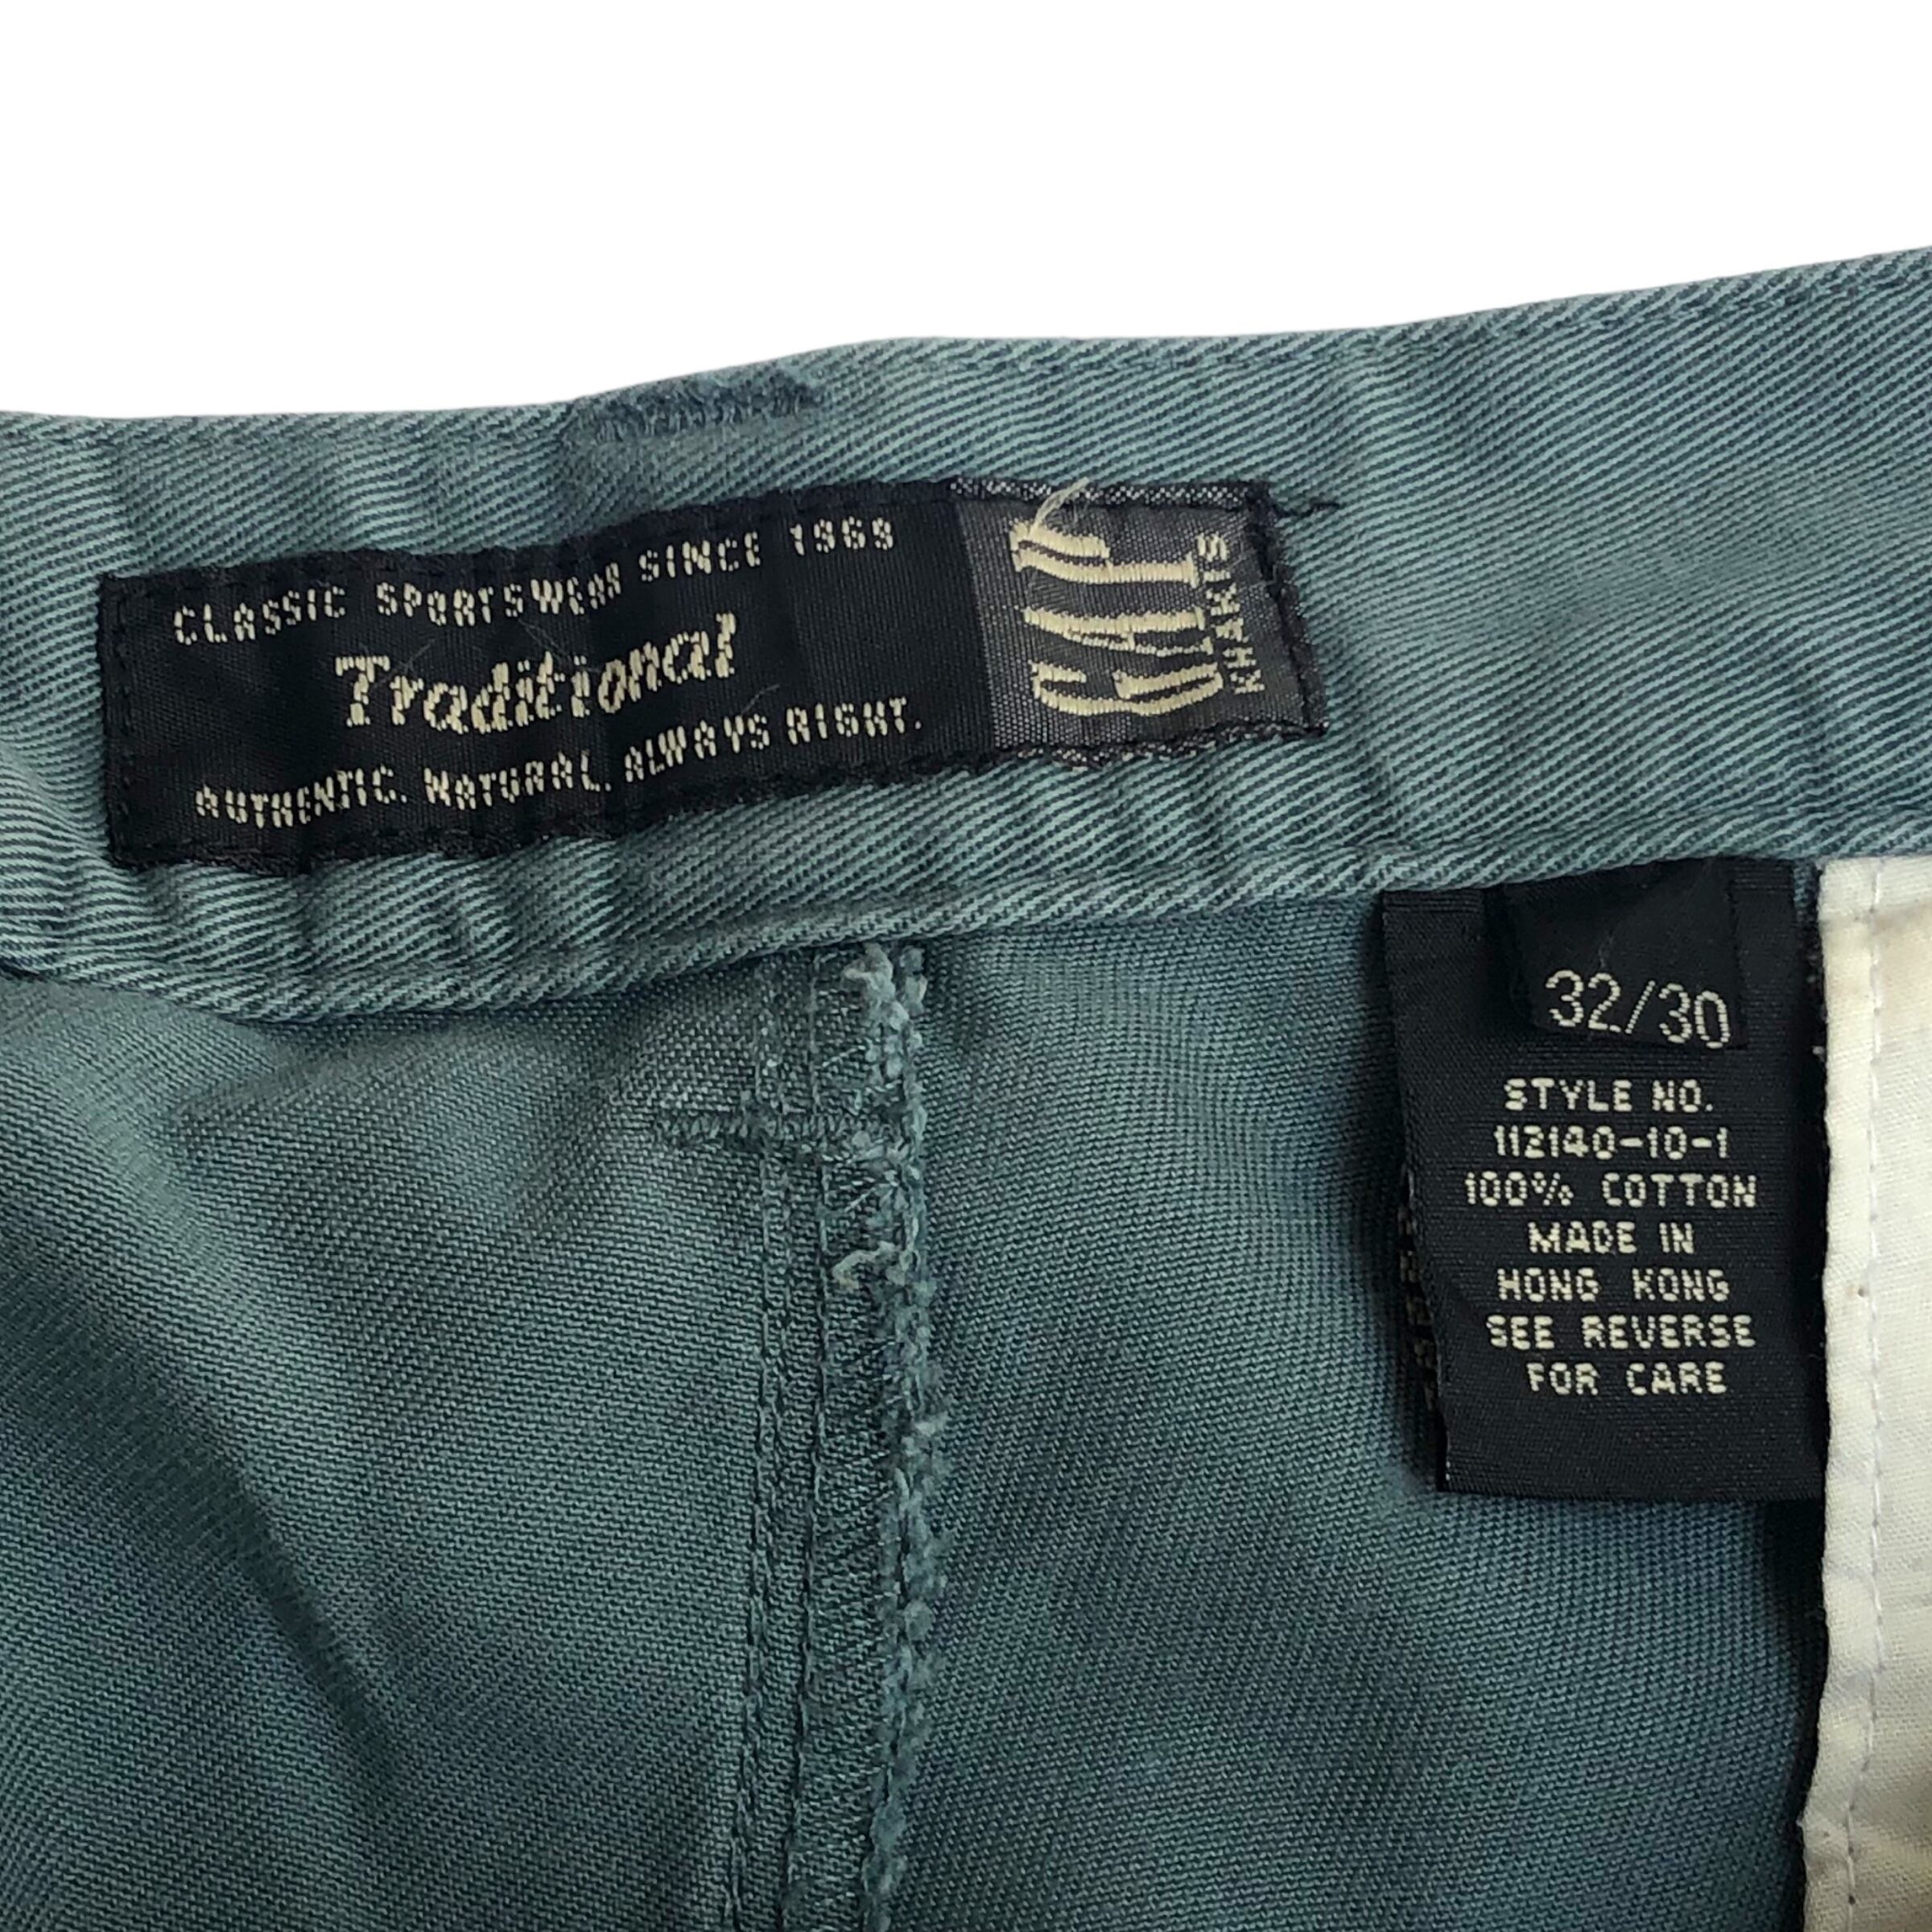 CLASSIC SPORTSWEAR SINCE 1969
Traditional
AUTHENTIC. NATURAL. ALWAYS RIGHT.
GAP
KHAKIS
32/30
STYLE NO.
112140-10-1
100% COTTON
MADE IN
HONG KONG
SEE REVERSE
FOR CARE